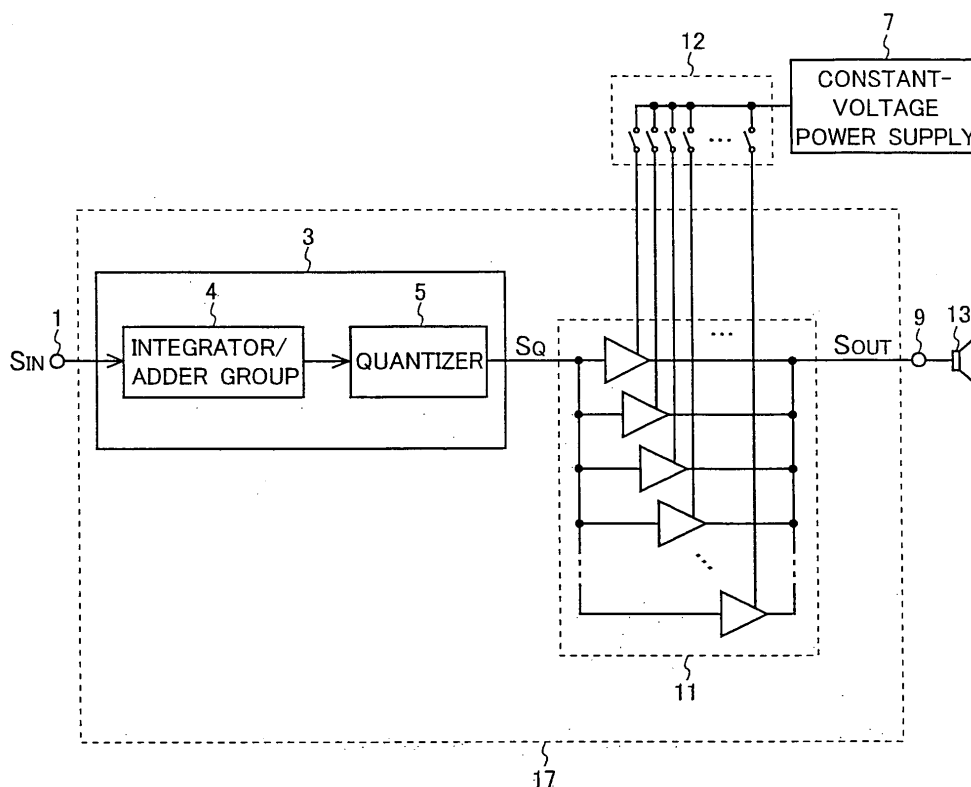 12
7
CONSTANT-
VOLTAGE
POWER SUPPLY
...
3
1
4
5
9
13
SIN
INTEGRATOR/
ADDER GROUP
QUANTIZER
SQ
...
SOUT
...
11
17